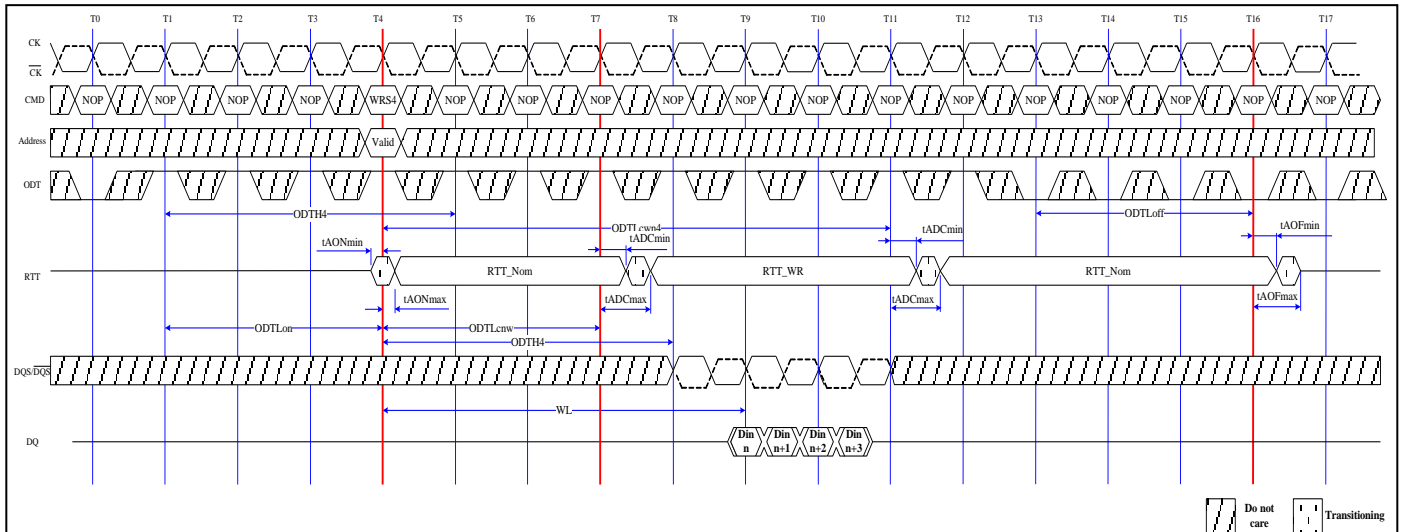 T0 T1 T2 T3 T4 T5 T6 T7 T8 T9 T10 T11 T12 T13 T14 T15 T16 T17
CK
CK
CMD NOP NOP NOP NOP WRS4 NOP NOP NOP NOP NOP NOP NOP NOP NOP NOP NOP NOP NOP
Address Valid
ODT
ODTH4 ODTLoff
ODTLcwn4
tAONmin tADCmin tADCmin tAOFmin
RTT RTT_Nom RTT_WR RTT_Nom
tAONmax tADCmax tADCmax tAOFmax
ODTLon ODTLcnw
ODTH4
DQS/DQS
WL
DQ Din n Din n+1 Din n+2 Din n+3
Do not care Transitioning